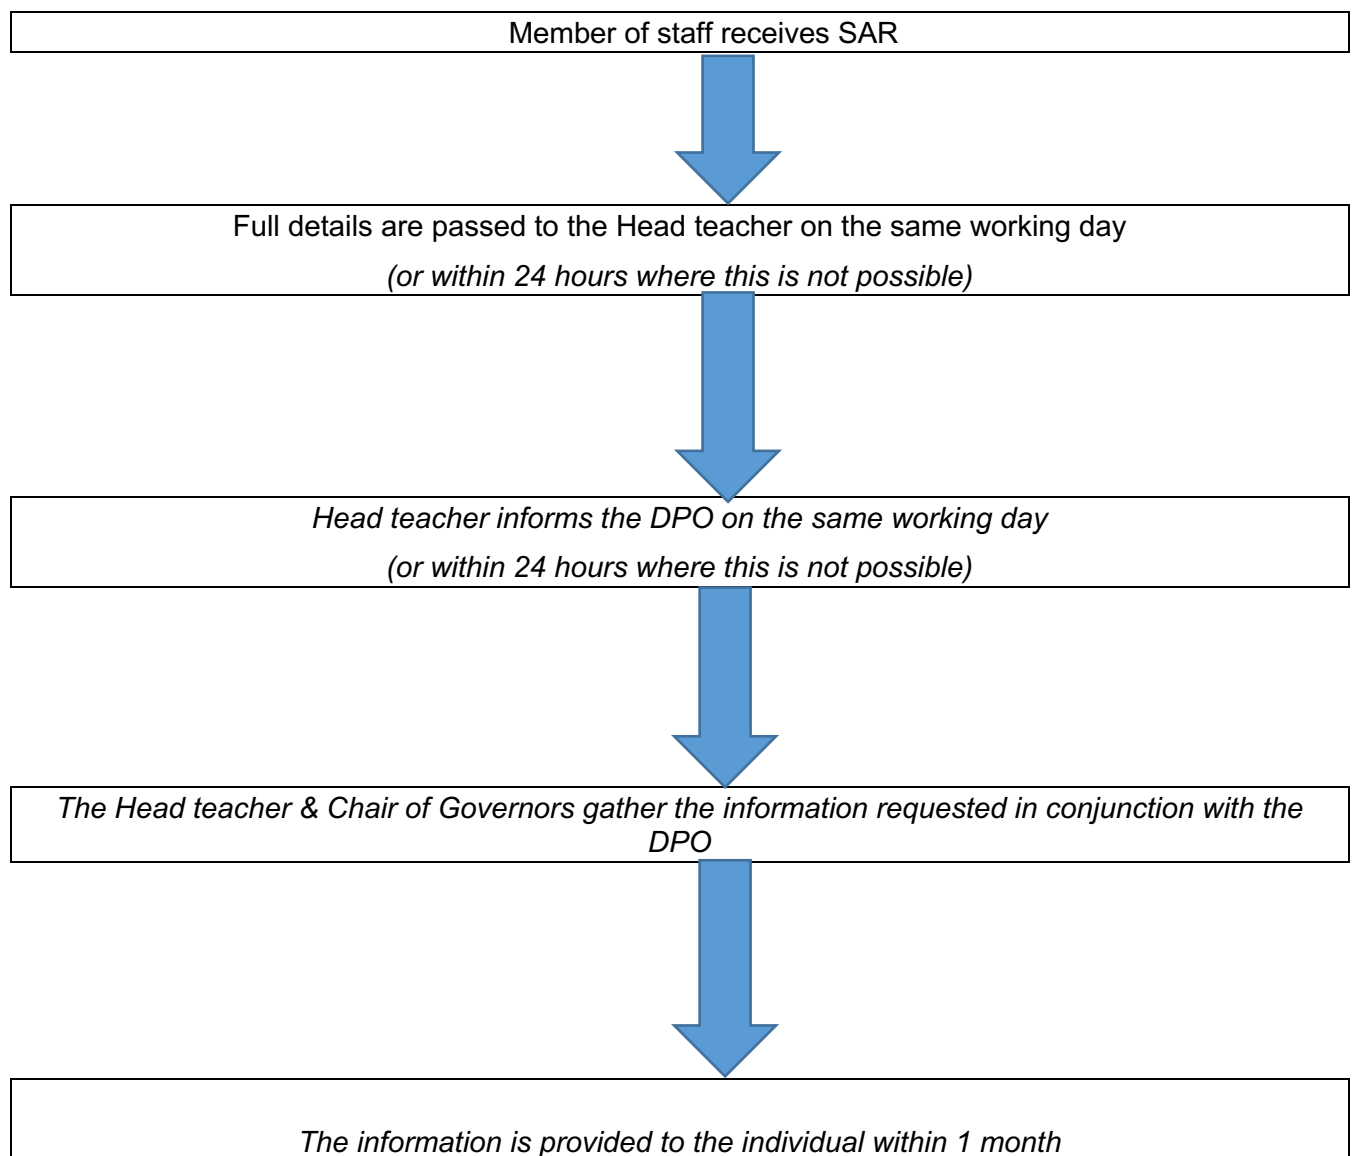 Member of staff receives SAR
Full details are passed to the Head teacher on the same working day
(or within 24 hours where this is not possible)
Head teacher informs the DPO on the same working day
(or within 24 hours where this is not possible)
The Head teacher & Chair of Governors gather the information requested in conjunction with the
DPO
The information is provided to the individual within 1 month